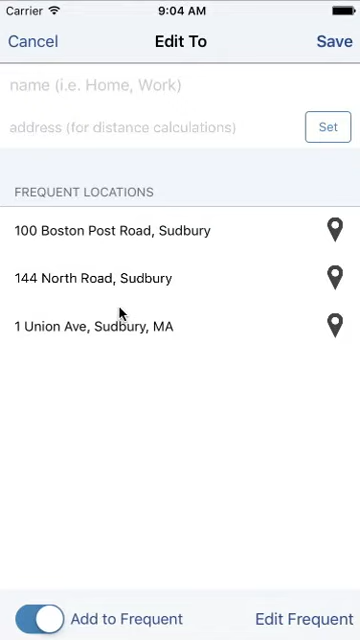 Carrier 9:04 AM
Cancel Edit To Save
name (i.e. Home, Work)
address (for distance calculations) Set
FREQUENT LOCATIONS
100 Boston Post Road, Sudbury
144 North Road, Sudbury
1 Union Ave, Sudbury, MA
Add to Frequent Edit Frequent